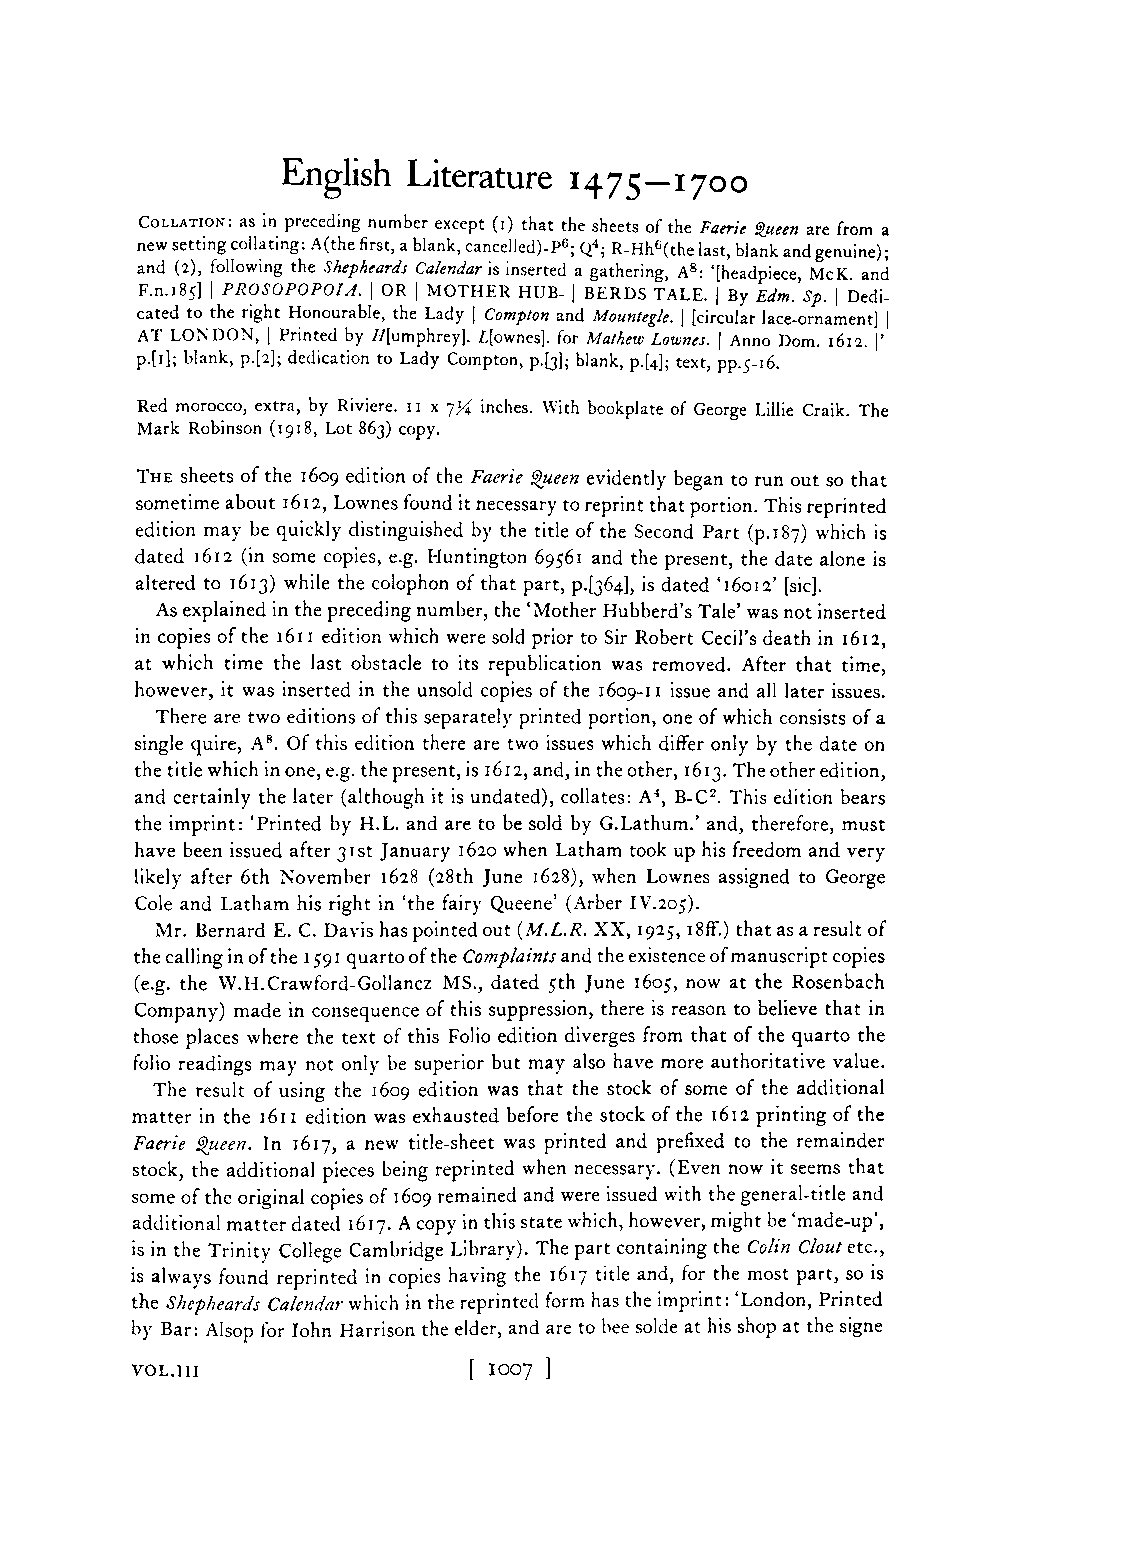 English Literature 1475—1700
COLLATION: as in preceding number except (1) that the sheets of the Faerie Queen are from a
new setting collating: A(the first, a blank, cancelled)-P⁶; Q⁴; R-Hh⁶(the last, blank and genuine);
and (2), following the Shepheards Calendar is inserted a gathering, A⁸: '[headpiece, McK. and
F.n.185] | PROSOPOPOIA. | OR | MOTHER HUB- | BERDS TALE. | By Edm. Sp. | Dedi-
cated to the right Honourable, the Lady | Compton and Mountegle. | [circular lace-ornament] |
AT LONDON, | Printed by H[umphrey]. L[ownes]. for Mathew Lownes. | Anno Dom. 1612. |'
p.[1]; blank, p.[2]; dedication to Lady Compton, p.[3]; blank, p.[4]; text, pp.5-16.
Red morocco, extra, by Riviere. 11 x 7¼ inches. With bookplate of George Lillie Craik. The
Mark Robinson (1918, Lot 863) copy.
THE sheets of the 1609 edition of the Faerie Queen evidently began to run out so that
sometime about 1612, Lownes found it necessary to reprint that portion. This reprinted
edition may be quickly distinguished by the title of the Second Part (p.187) which is
dated 1612 (in some copies, e.g. Huntington 69561 and the present, the date alone is
altered to 1613) while the colophon of that part, p.[364], is dated '16012' [sic].
As explained in the preceding number, the 'Mother Hubberd's Tale' was not inserted
in copies of the 1611 edition which were sold prior to Sir Robert Cecil's death in 1612,
at which time the last obstacle to its republication was removed. After that time,
however, it was inserted in the unsold copies of the 1609-11 issue and all later issues.
There are two editions of this separately printed portion, one of which consists of a
single quire, A⁸. Of this edition there are two issues which differ only by the date on
the title which in one, e.g. the present, is 1612, and, in the other, 1613. The other edition,
and certainly the later (although it is undated), collates: A⁴, B-C². This edition bears
the imprint: 'Printed by H.L. and are to be sold by G.Lathum.' and, therefore, must
have been issued after 31st January 1620 when Latham took up his freedom and very
likely after 6th November 1628 (28th June 1628), when Lownes assigned to George
Cole and Latham his right in 'the fairy Queene' (Arber IV.205).
Mr. Bernard E. C. Davis has pointed out (M.L.R. XX, 1925, 18ff.) that as a result of
the calling in of the 1591 quarto of the Complaints and the existence of manuscript copies
(e.g. the W.H.Crawford-Gollancz MS., dated 5th June 1605, now at the Rosenbach
Company) made in consequence of this suppression, there is reason to believe that in
those places where the text of this Folio edition diverges from that of the quarto the
folio readings may not only be superior but may also have more authoritative value.
The result of using the 1609 edition was that the stock of some of the additional
matter in the 1611 edition was exhausted before the stock of the 1612 printing of the
Faerie Queen. In 1617, a new title-sheet was printed and prefixed to the remainder
stock, the additional pieces being reprinted when necessary. (Even now it seems that
some of the original copies of 1609 remained and were issued with the general-title and
additional matter dated 1617. A copy in this state which, however, might be 'made-up',
is in the Trinity College Cambridge Library). The part containing the Colin Clout etc.,
is always found reprinted in copies having the 1617 title and, for the most part, so is
the Shepheards Calendar which in the reprinted form has the imprint: 'London, Printed
by Bar: Alsop for Iohn Harrison the elder, and are to bee solde at his shop at the signe
VOL.III [ 1007 ]